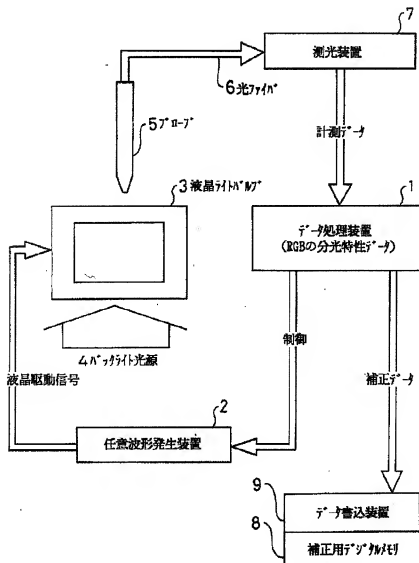 7
測光装置
6光ファイバ
5プローブ
計測データ
3液晶ライトバルブ
1
データ処理装置
(RGBの分光特性データ)
4バックライト光源
制御
補正データ
液晶駆動信号
2
任意波形発生装置
9
データ書込装置
8
補正用デジタルメモリ